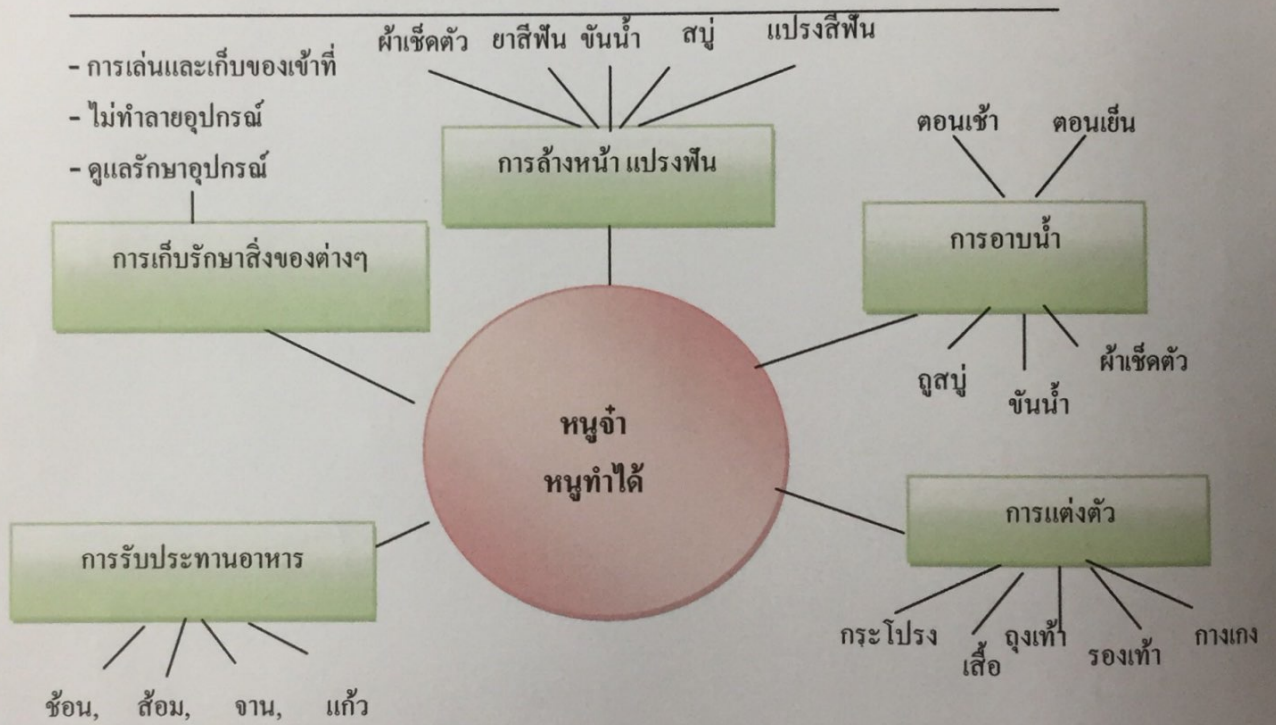 ผ้าเช็ดตัว ยาสีฟัน ขันน้ำ สบู่ แปรงสีฟัน
- การเล่นและเก็บของเข้าที่
- ไม่ทำลายอุปกรณ์
- ดูแลรักษาอุปกรณ์
การล้างหน้า แปรงฟัน
ตอนเช้า ตอนเย็น
การเก็บรักษาสิ่งของต่างๆ
การอาบน้ำ
ถูสบู่
ขันน้ำ
ผ้าเช็ดตัว
หนูจ๋า
หนูทำได้
การแต่งตัว
กระโปรง
เสื้อ
ถุงเท้า
รองเท้า
กางเกง
การรับประทานอาหาร
ช้อน, ส้อม, จาน, แก้ว